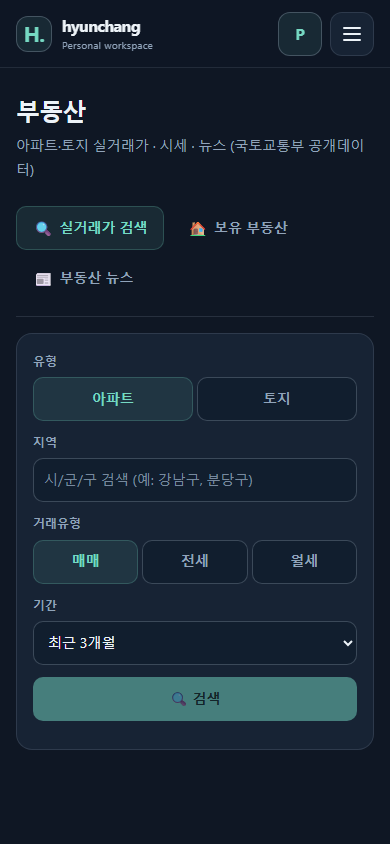 H.
hyunchang
Personal workspace
P
부동산
아파트·토지 실거래가 · 시세 · 뉴스 (국토교통부 공개데이
터)
실거래가 검색
보유 부동산
부동산 뉴스
유형
아파트
토지
지역
시/군/구 검색 (예: 강남구, 분당구)
거래유형
매매
전세
월세
기간
최근 3개월
검색